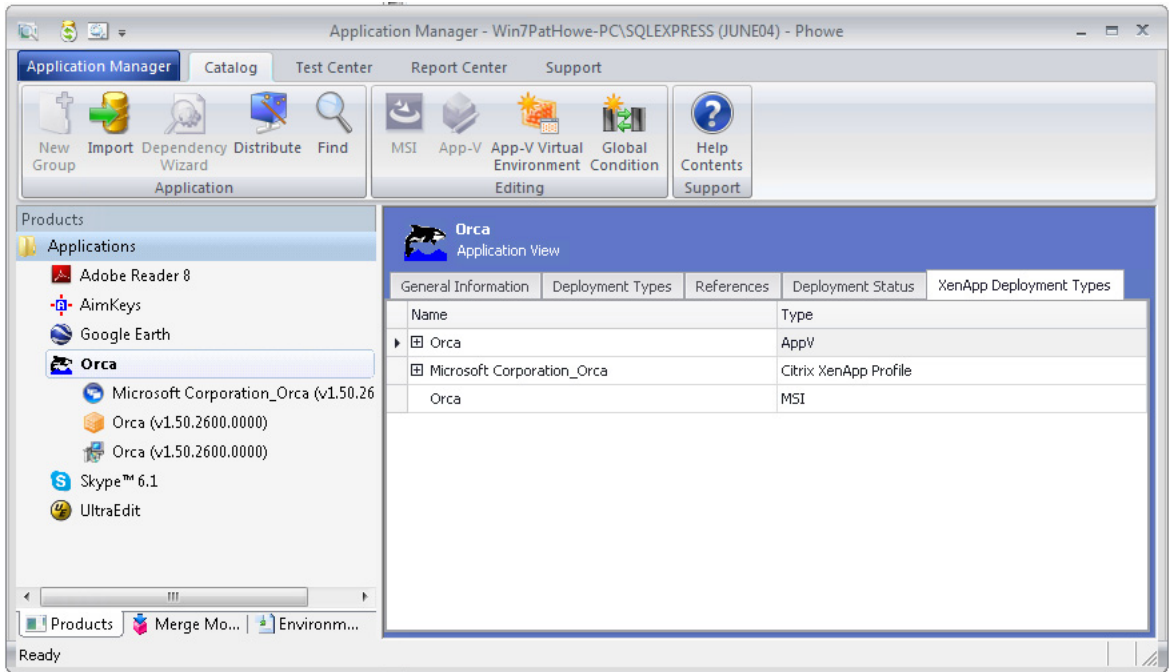 Application Manager - Win7PatHowe-PC\SQLEXPRESS (JUNE04) - Phowe
Application Manager Catalog Test Center Report Center Support
New Group Import Dependency Wizard Distribute Find MSI App-V App-V Virtual Environment Global Condition Help Contents
Application Editing Support
Products
Applications
Adobe Reader 8
AimKeys
Google Earth
Orca
Microsoft Corporation_Orca (v1.50.26
Orca (v1.50.2600.0000)
Orca (v1.50.2600.0000)
Skype™ 6.1
UltraEdit
Products Merge Mo... Environm...
Orca
Application View
General Information Deployment Types References Deployment Status XenApp Deployment Types
Name Type
Orca AppV
Microsoft Corporation_Orca Citrix XenApp Profile
Orca MSI
Ready